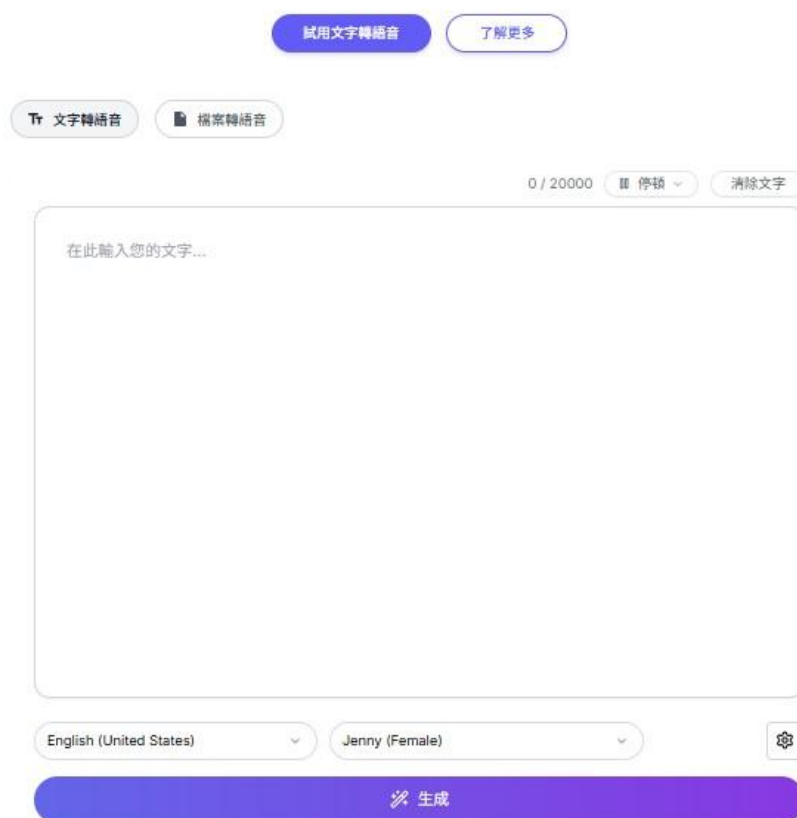 試用文字轉語音 了解更多
文字轉語音 檔案轉語音
0 / 20000 停頓 清除文字
在此輸入您的文字...
English (United States) Jenny (Female)
生成